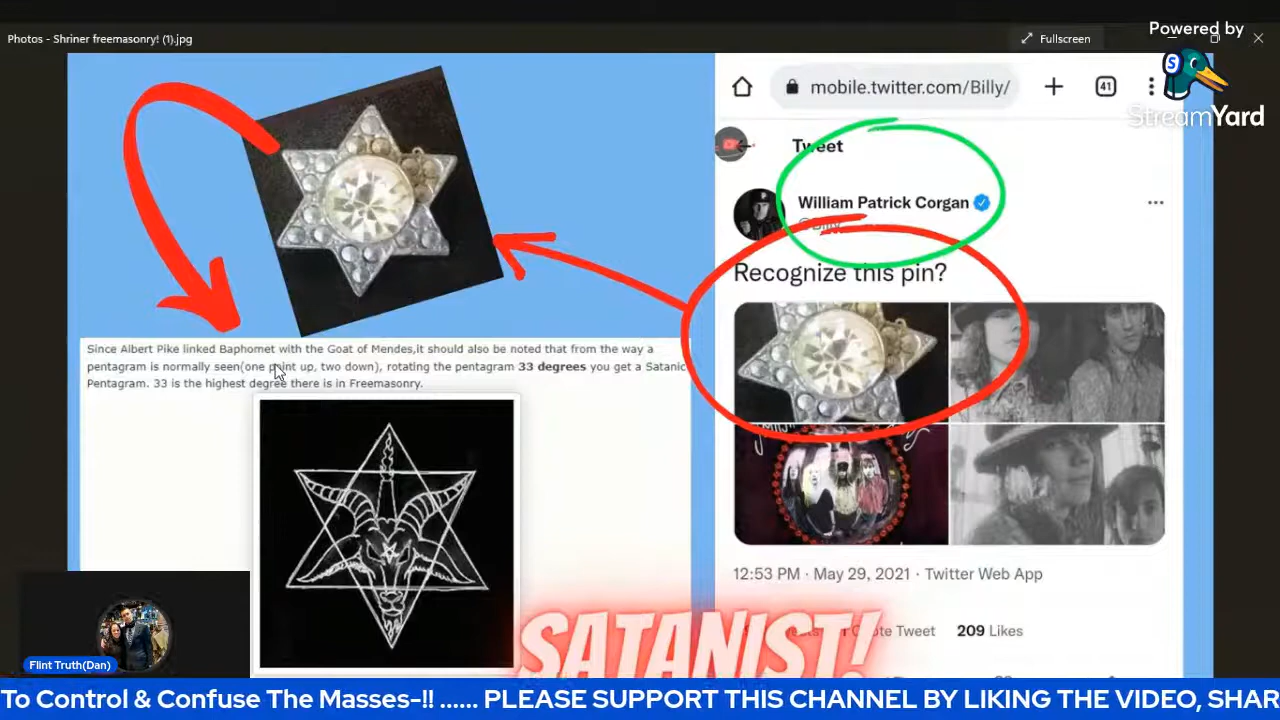 Photos - Shriner freemasonry! (1).jpg
Fullscreen
Powered by
StreamYard
mobile.twitter.com/Billy/
41
Tweet
William Patrick Corgan
@Billy
Recognize this pin?
Since Albert Pike linked Baphomet with the Goat of Mendes,it should also be noted that from the way a
pentagram is normally seen(one point up, two down), rotating the pentagram 33 degrees you get a Satanic
Pentagram. 33 is the highest degree there is in Freemasonry.
12:53 PM · May 29, 2021 · Twitter Web App
Quote Tweet 209 Likes
SATANIST!
Flint Truth(Dan)
To Control & Confuse The Masses-!! ...... PLEASE SUPPORT THIS CHANNEL BY LIKING THE VIDEO, SHAR